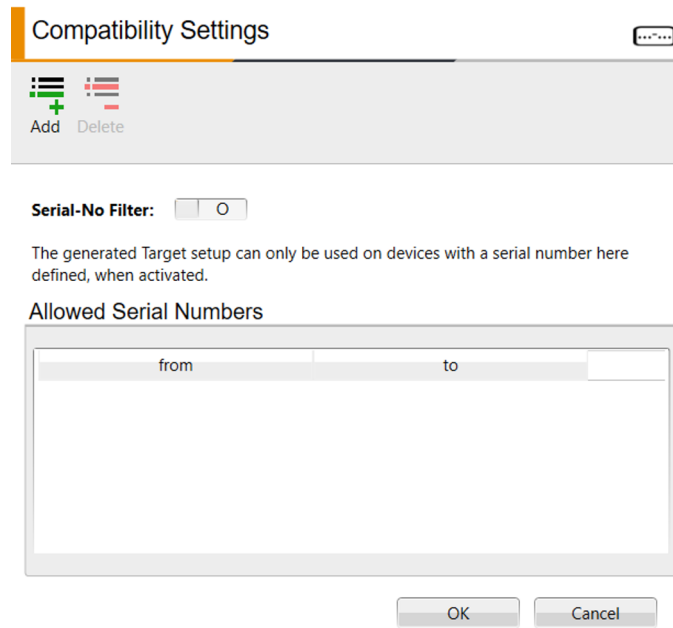 Compatibility Settings
Add Delete
Serial-No Filter: O
The generated Target setup can only be used on devices with a serial number here
defined, when activated.
Allowed Serial Numbers
from to
OK Cancel